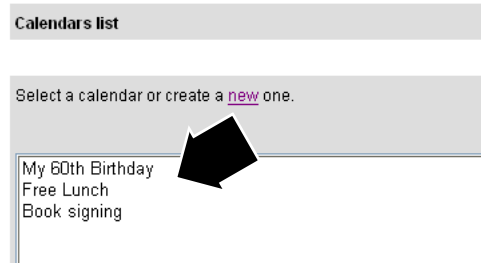 Calendars list
Select a calendar or create a new one.
My 60th Birthday
Free Lunch
Book signing